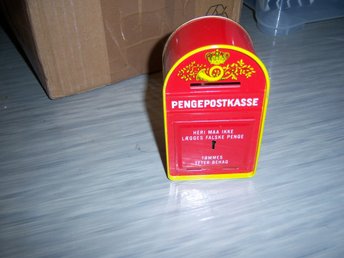 PENGEPOSTKASSE
HERI MAA IKKE
LÆGGES FALSKE PENGE
TØMMES
EFTER BEHAG